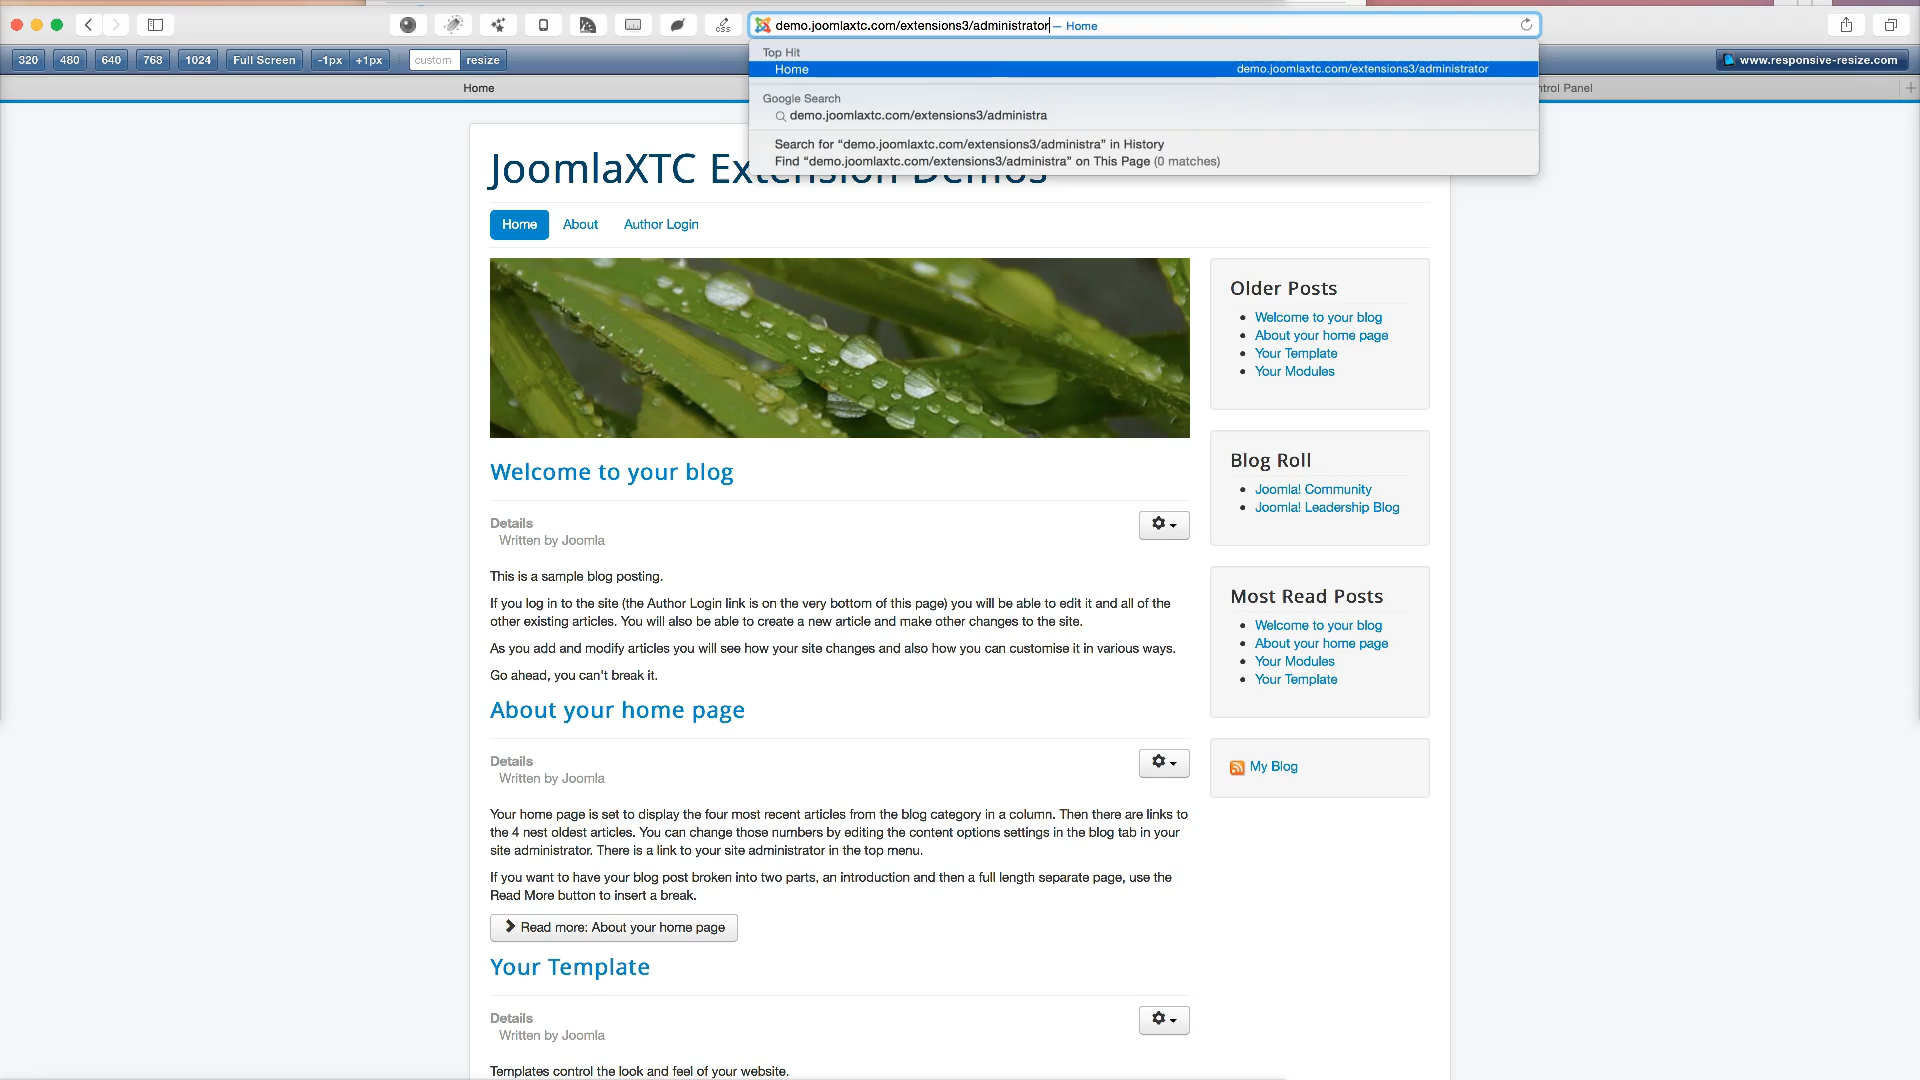 css
demo.joomlaxtc.com/extensions3/administrator — Home
320 480 640 768 1024 Full Screen -1px +1px custom resize
www.responsive-resize.com
Top Hit
Home demo.joomlaxtc.com/extensions3/administrator
Home
trol Panel
Google Search
demo.joomlaxtc.com/extensions3/administra
Search for “demo.joomlaxtc.com/extensions3/administra” in History
Find “demo.joomlaxtc.com/extensions3/administra” on This Page (0 matches)
JoomlaXTC Extension Demos
Home About Author Login
Welcome to your blog
Details
Written by Joomla
This is a sample blog posting.
If you log in to the site (the Author Login link is on the very bottom of this page) you will be able to edit it and all of the
other existing articles. You will also be able to create a new article and make other changes to the site.
As you add and modify articles you will see how your site changes and also how you can customise it in various ways.
Go ahead, you can't break it.
About your home page
Details
Written by Joomla
Your home page is set to display the four most recent articles from the blog category in a column. Then there are links to
the 4 nest oldest articles. You can change those numbers by editing the content options settings in the blog tab in your
site administrator. There is a link to your site administrator in the top menu.
If you want to have your blog post broken into two parts, an introduction and then a full length separate page, use the
Read More button to insert a break.
Read more: About your home page
Your Template
Details
Written by Joomla
Templates control the look and feel of your website.
Older Posts
Welcome to your blog
About your home page
Your Template
Your Modules
Blog Roll
Joomla! Community
Joomla! Leadership Blog
Most Read Posts
Welcome to your blog
About your home page
Your Modules
Your Template
My Blog